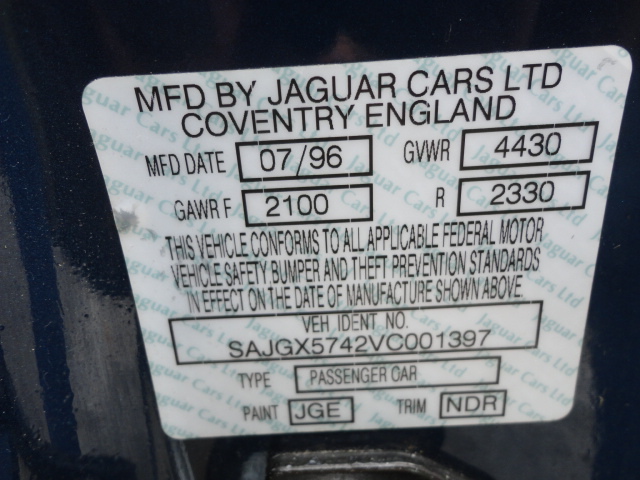 MFD BY JAGUAR CARS LTD
COVENTRY ENGLAND
MFD DATE 07/96 GVWR 4430
GAWR F 2100 R 2330
THIS VEHICLE CONFORMS TO ALL APPLICABLE FEDERAL MOTOR
VEHICLE SAFETY BUMPER AND THEFT PREVENTION STANDARDS
IN EFFECT ON THE DATE OF MANUFACTURE SHOWN ABOVE.
VEH IDENT NO.
SAJGX5742VC001397
TYPE PASSENGER CAR
PAINT JGE TRIM NDR